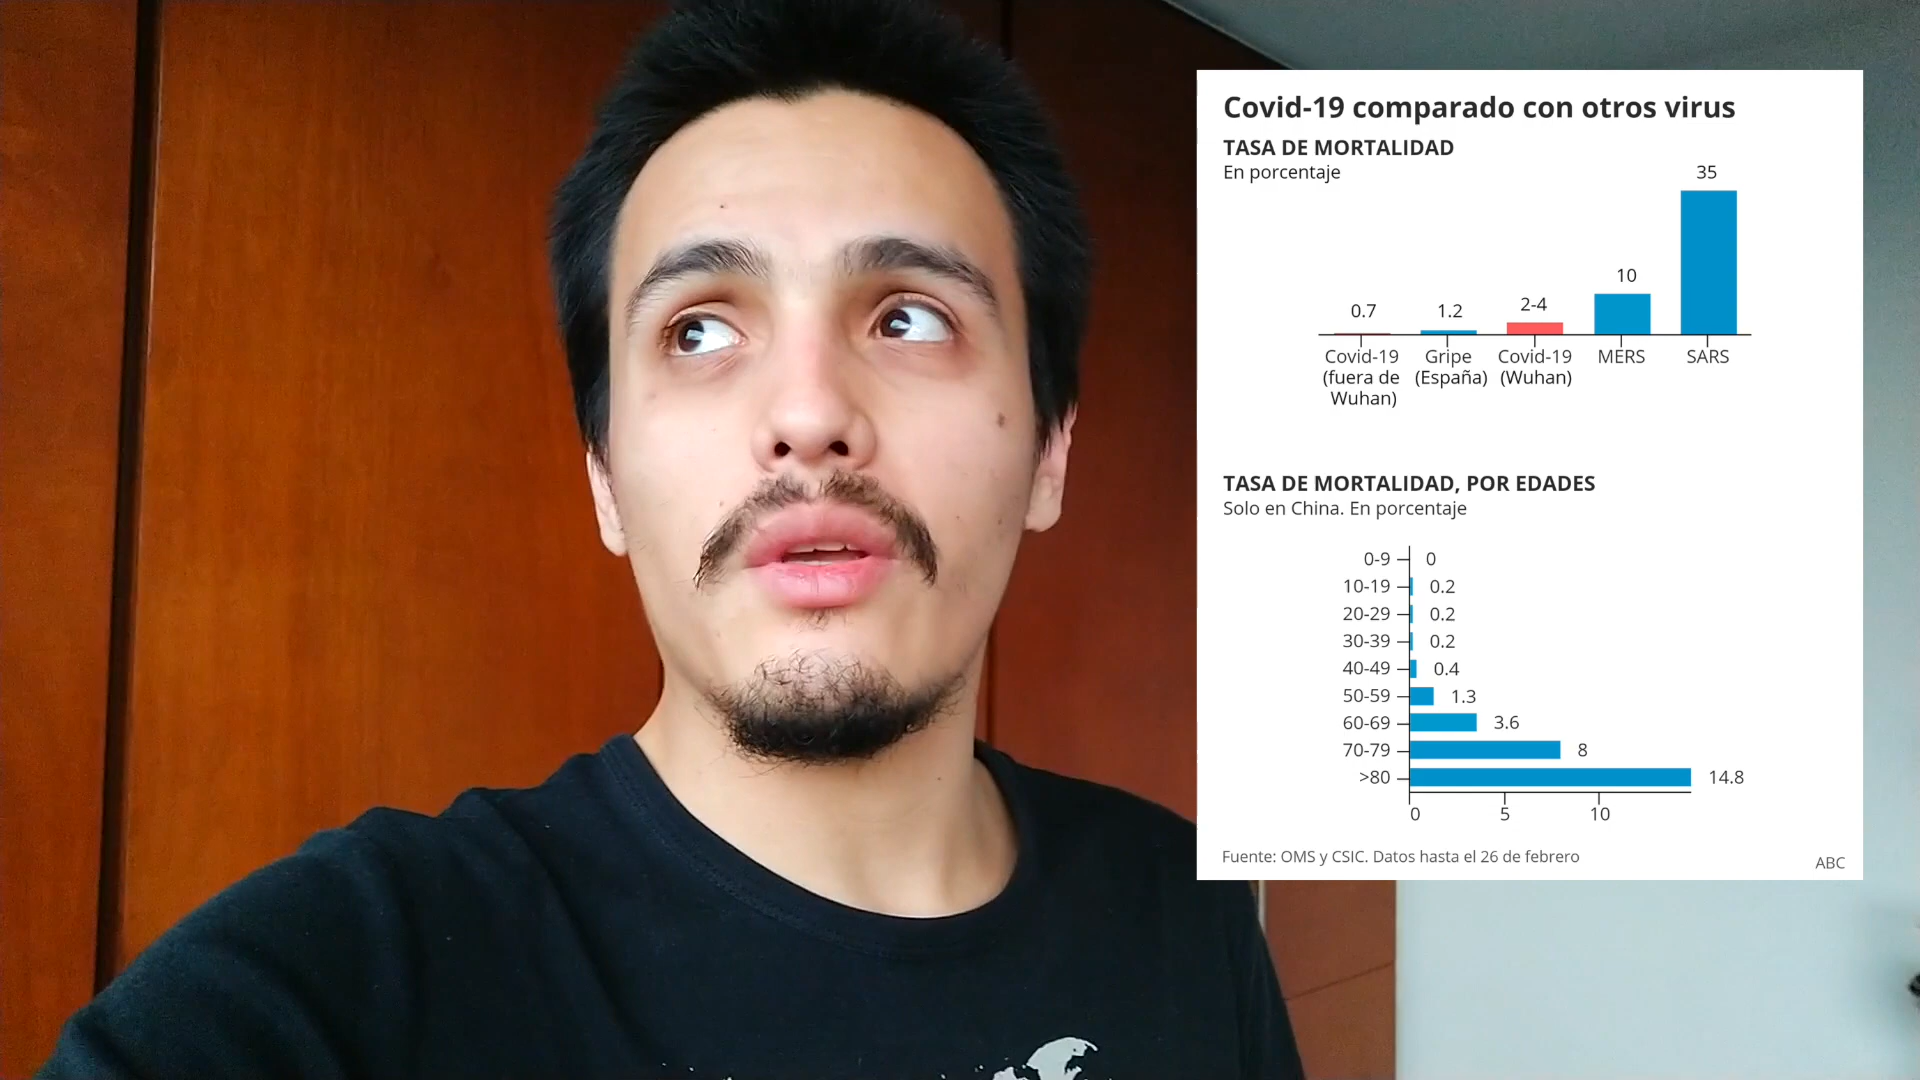 Covid-19 comparado con otros virus
TASA DE MORTALIDAD
En porcentaje
0.7
1.2
2-4
10
35
Covid-19
(fuera de
Wuhan)
Gripe
(España)
Covid-19
(Wuhan)
MERS
SARS
TASA DE MORTALIDAD, POR EDADES
Solo en China. En porcentaje
0-9 0
10-19 0.2
20-29 0.2
30-39 0.2
40-49 0.4
50-59 1.3
60-69 3.6
70-79 8
>80 14.8
0 5 10
Fuente: OMS y CSIC. Datos hasta el 26 de febrero
ABC